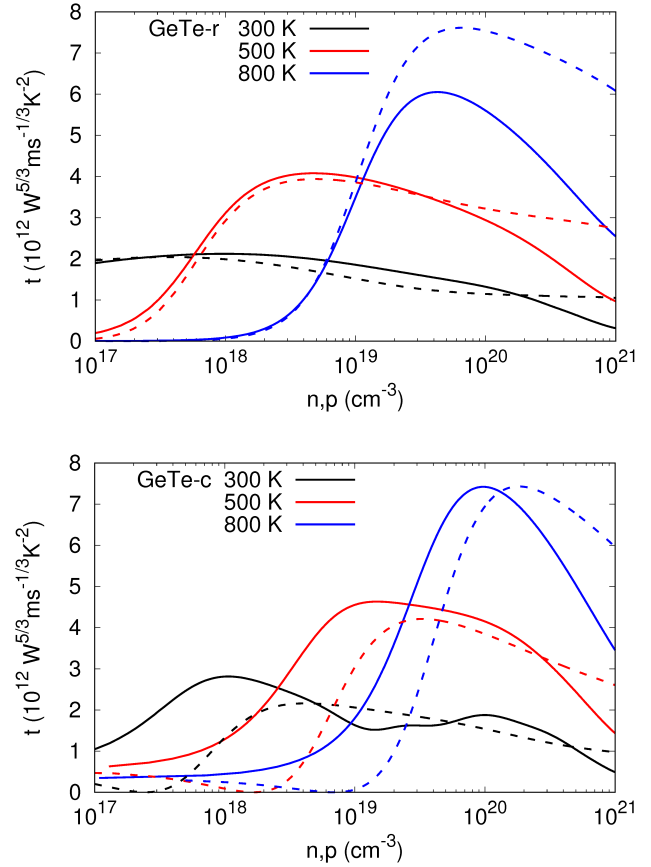 GeTe-r 300 K
500 K
800 K
t (10^12 W^5/3ms^-1/3K^-2)
8
7
6
5
4
3
2
1
0
10^17 10^18 10^19 10^20 10^21
n,p (cm^-3)
GeTe-c 300 K
500 K
800 K
t (10^12 W^5/3ms^-1/3K^-2)
8
7
6
5
4
3
2
1
0
10^17 10^18 10^19 10^20 10^21
n,p (cm^-3)